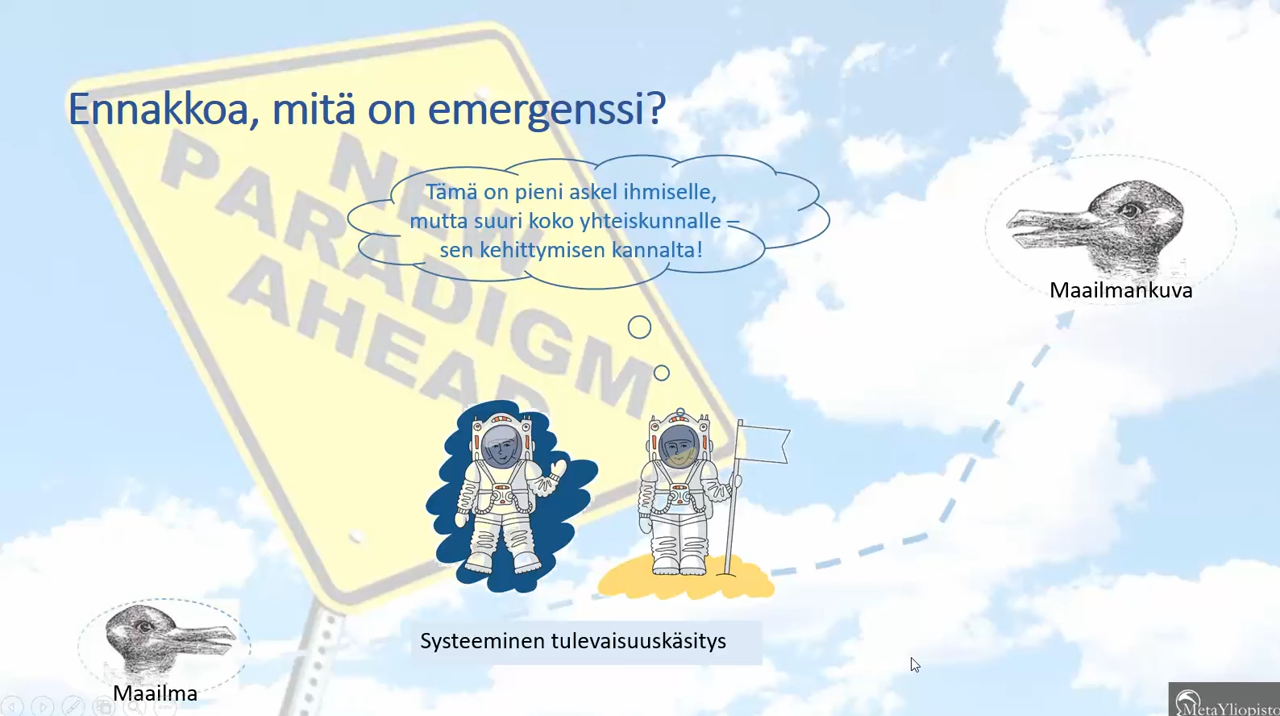 Ennakkoa, mitä on emergenssi?
NEW
PARADIGM
AHEAD
Tämä on pieni askel ihmiselle,
mutta suuri koko yhteiskunnalle –
sen kehittymisen kannalta!
Maailmankuva
Systeeminen tulevaisuuskäsitys
Maailma
MetaYliopisto